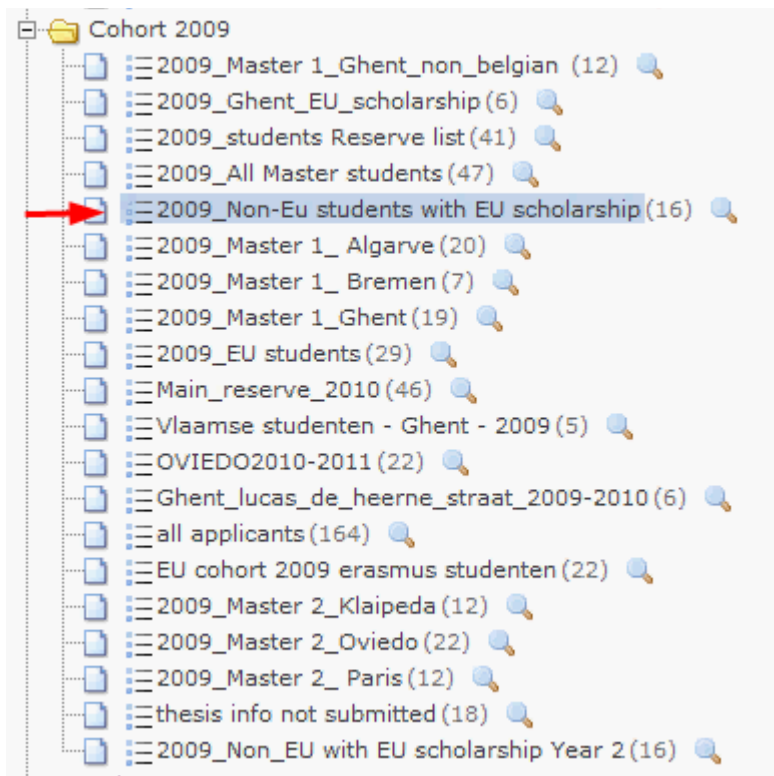 Cohort 2009
2009_Master 1_Ghent_non_belgian (12)
2009_Ghent_EU_scholarship (6)
2009_students Reserve list (41)
2009_All Master students (47)
2009_Non-Eu students with EU scholarship (16)
2009_Master 1_ Algarve (20)
2009_Master 1_ Bremen (7)
2009_Master 1_Ghent (19)
2009_EU students (29)
Main_reserve_2010 (46)
Vlaamse studenten - Ghent - 2009 (5)
OVIEDO2010-2011 (22)
Ghent_lucas_de_heerne_straat_2009-2010 (6)
all applicants (164)
EU cohort 2009 erasmus studenten (22)
2009_Master 2_Klaipeda (12)
2009_Master 2_Oviedo (22)
2009_Master 2_ Paris (12)
thesis info not submitted (18)
2009_Non_EU with EU scholarship Year 2 (16)